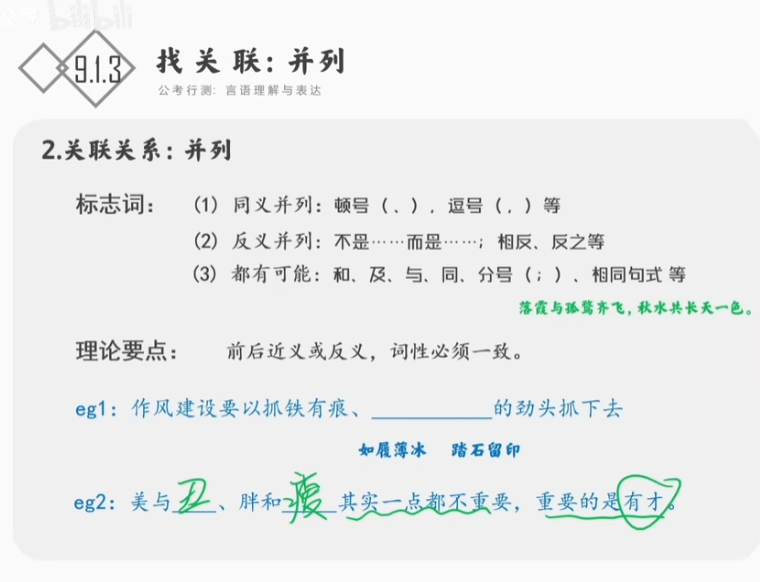 bilibili
9.1.3 找关联：并列
公考行测：言语理解与表达
2.关联关系：并列
标志词： （1）同义并列：顿号（、），逗号（，）等
（2）反义并列：不是……而是……；相反、反之等
（3）都有可能：和、及、与、同、分号（；）、相同句式 等
落霞与孤鹜齐飞，秋水共长天一色。
理论要点： 前后近义或反义，词性必须一致。
eg1：作风建设要以抓铁有痕、__________的劲头抓下去
如履薄冰 踏石留印
eg2：美与丑、胖和瘦其实一点都不重要，重要的是有才。